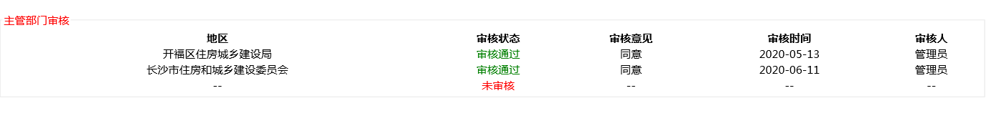 主管部门审核
地区 审核状态 审核意见 审核时间 审核人
开福区住房城乡建设局 审核通过 同意 2020-05-13 管理员
长沙市住房和城乡建设委员会 审核通过 同意 2020-06-11 管理员
-- 未审核 -- -- --